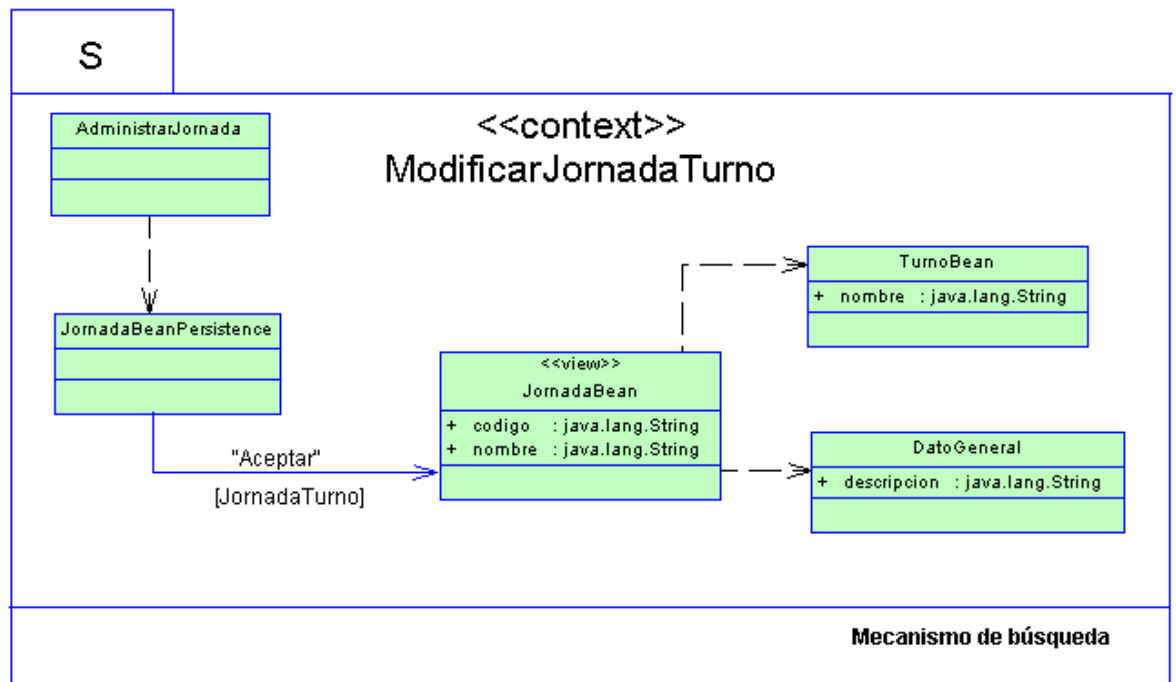 S
<<context>>
ModificarJornadaTurno
AdministrarJornada
JornadaBeanPersistence
"Aceptar"
[JornadaTurno]
<<view>>
JornadaBean
+ codigo : java.lang.String
+ nombre : java.lang.String
TurnoBean
+ nombre : java.lang.String
DatoGeneral
+ descripcion : java.lang.String
Mecanismo de búsqueda